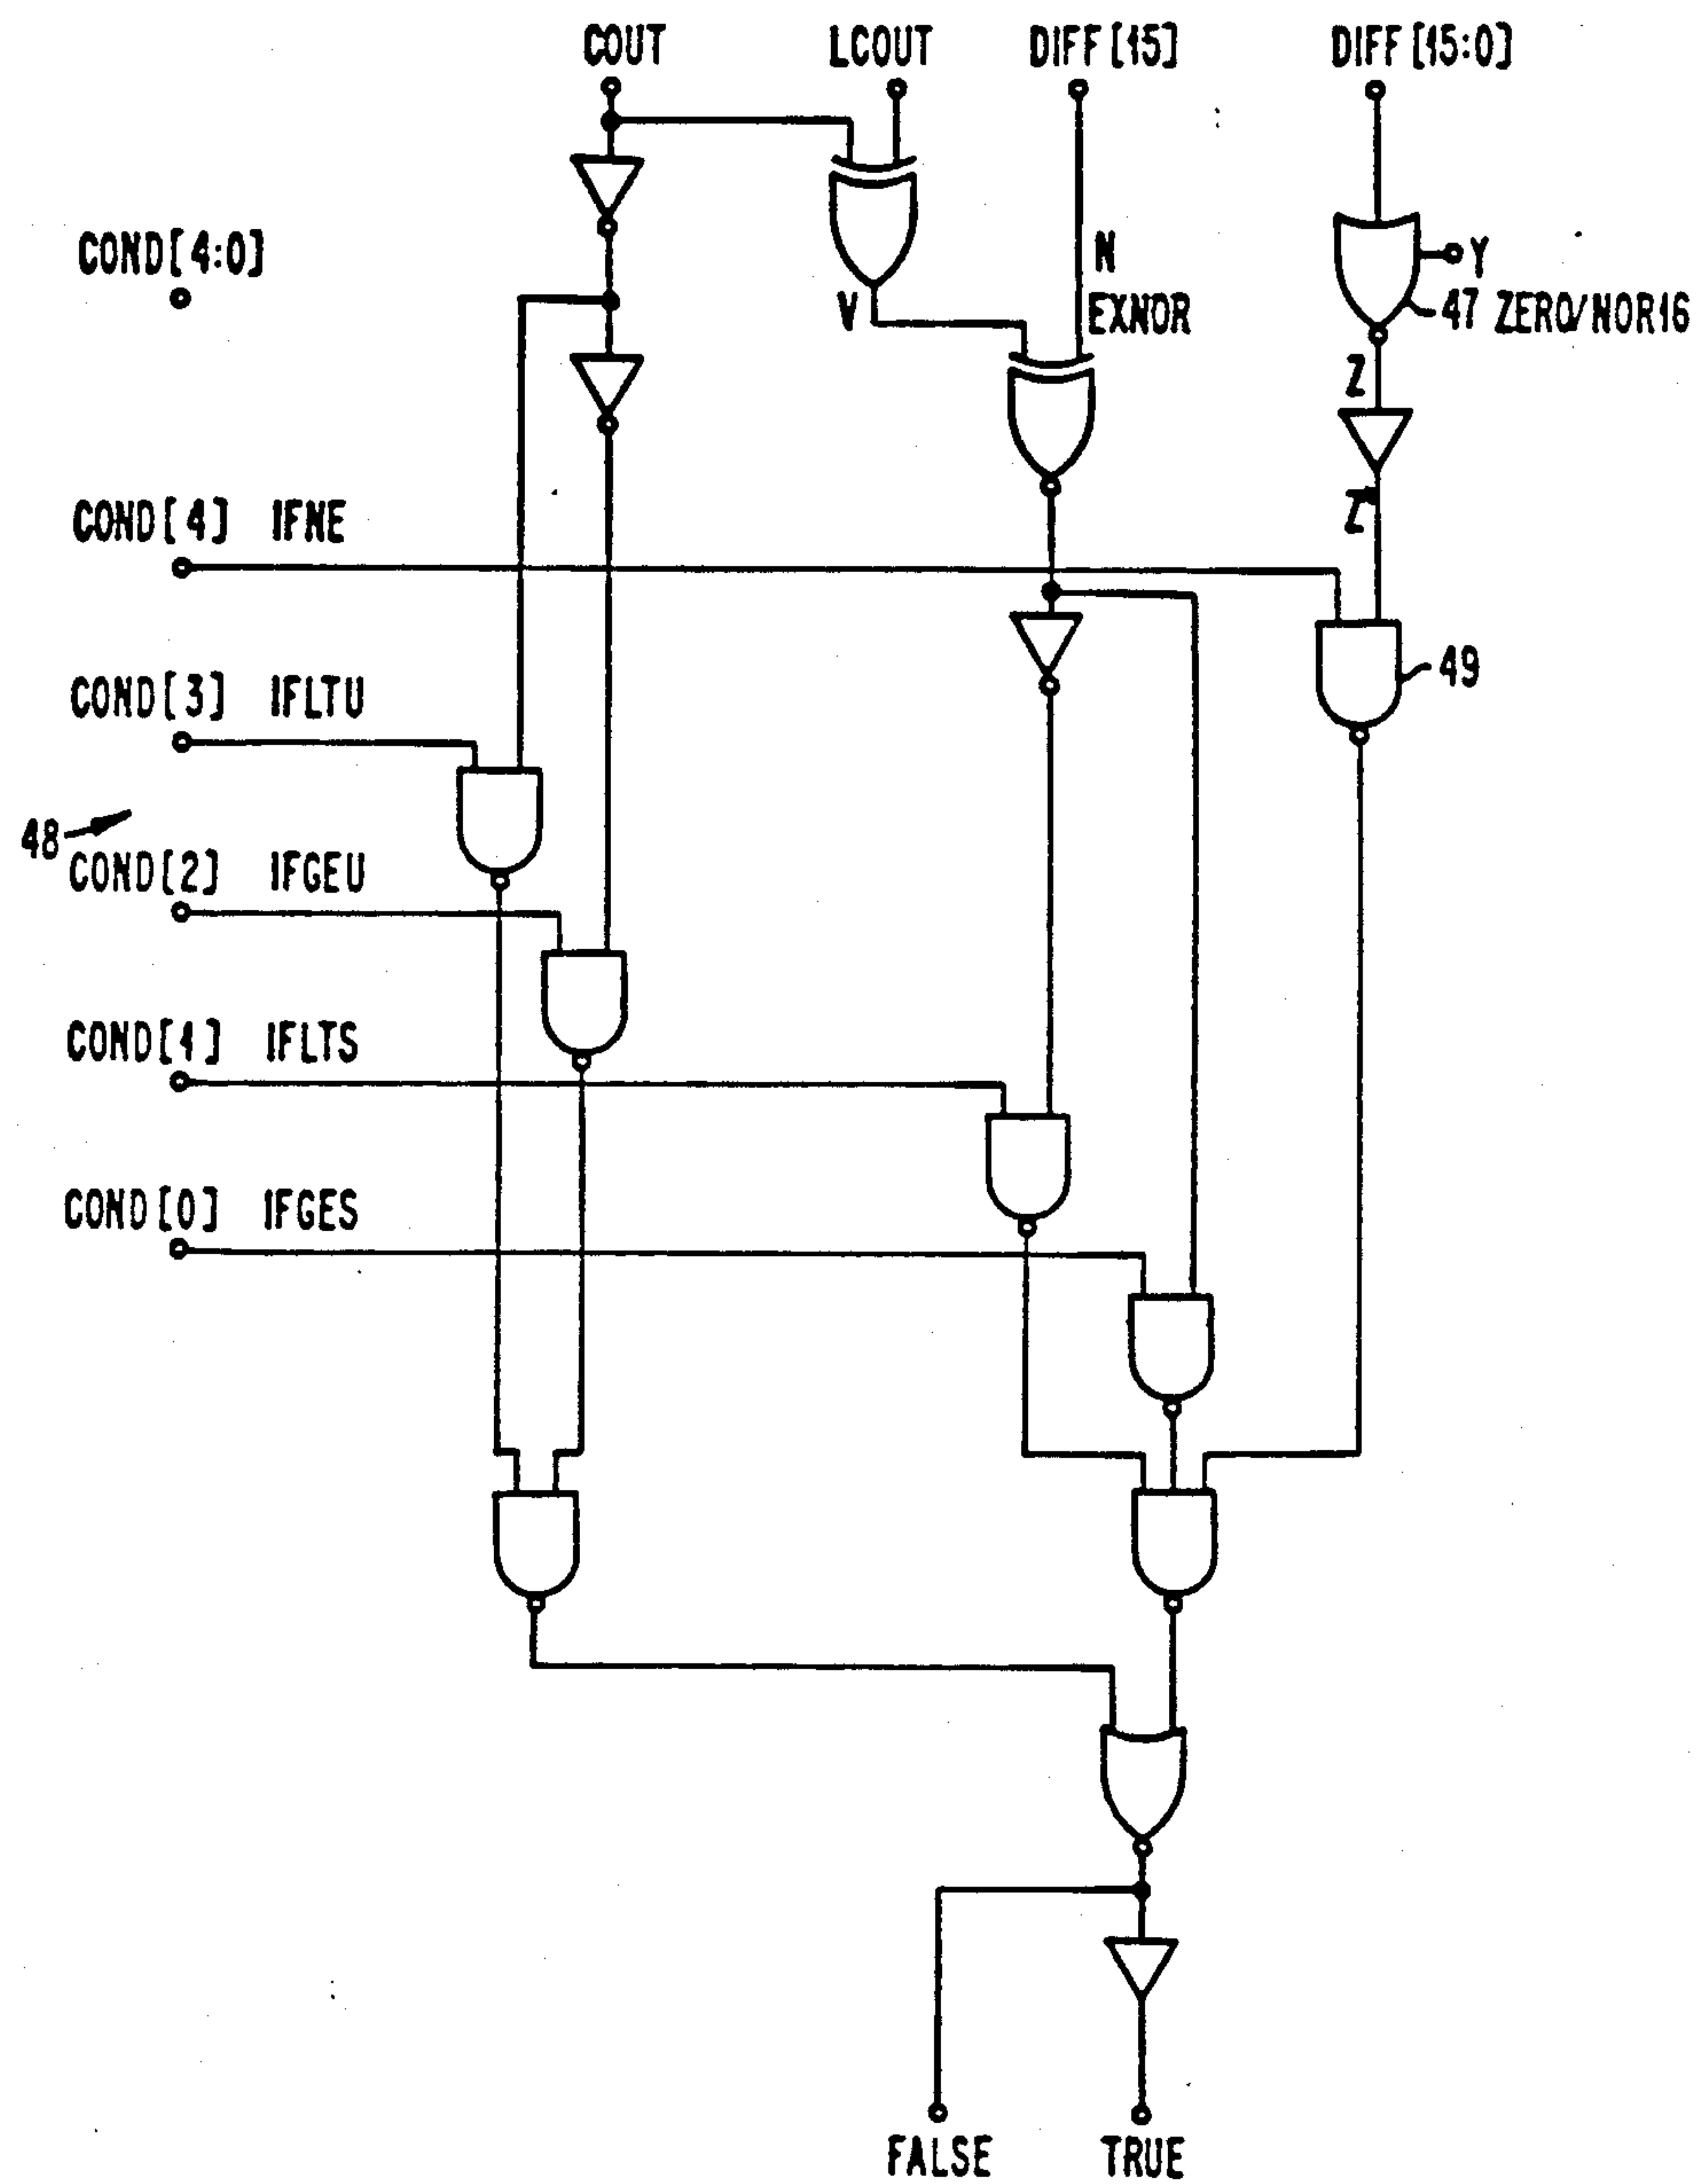 COUT LCOUT DIFF[15] DIFF[15:0]
COND[4:0]
N
Y
V
EXNOR
47 ZERO/NOR16
Z
Z
COND[4] IFNE
49
COND[3] IFLTU
48
COND[2] IFGEU
COND[1] IFLTS
COND[0] IFGES
FALSE TRUE